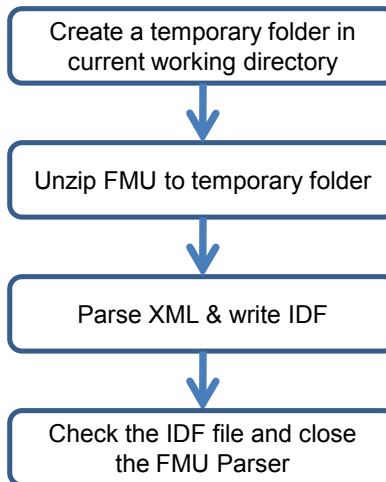 Create a temporary folder in
current working directory
Unzip FMU to temporary folder
Parse XML & write IDF
Check the IDF file and close
the FMU Parser